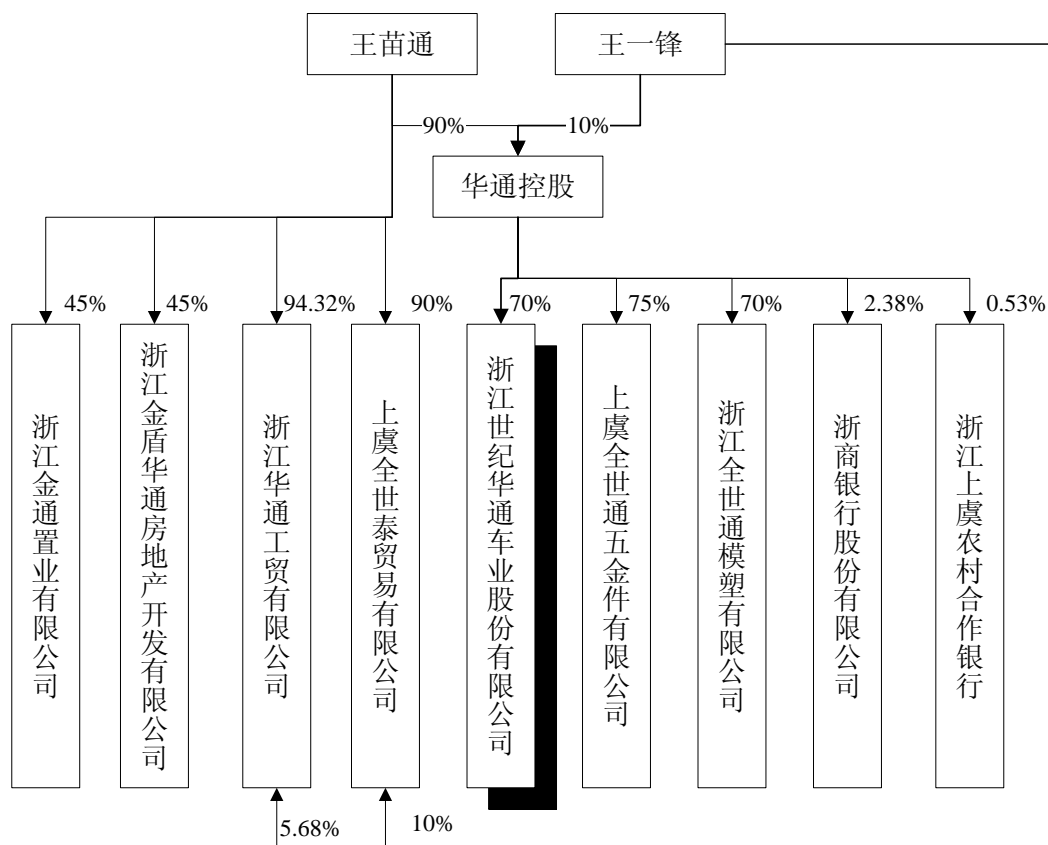 王苗通
王一锋
90%
10%
华通控股
45%
45%
94.32%
90%
70%
75%
70%
2.38%
0.53%
浙江金通置业有限公司
浙江金盾华通房地产开发有限公司
浙江华通工贸有限公司
上虞全世泰贸易有限公司
浙江世纪华通车业股份有限公司
上虞全世通五金件有限公司
浙江全世通模塑有限公司
浙商银行股份有限公司
浙江上虞农村合作银行
5.68%
10%